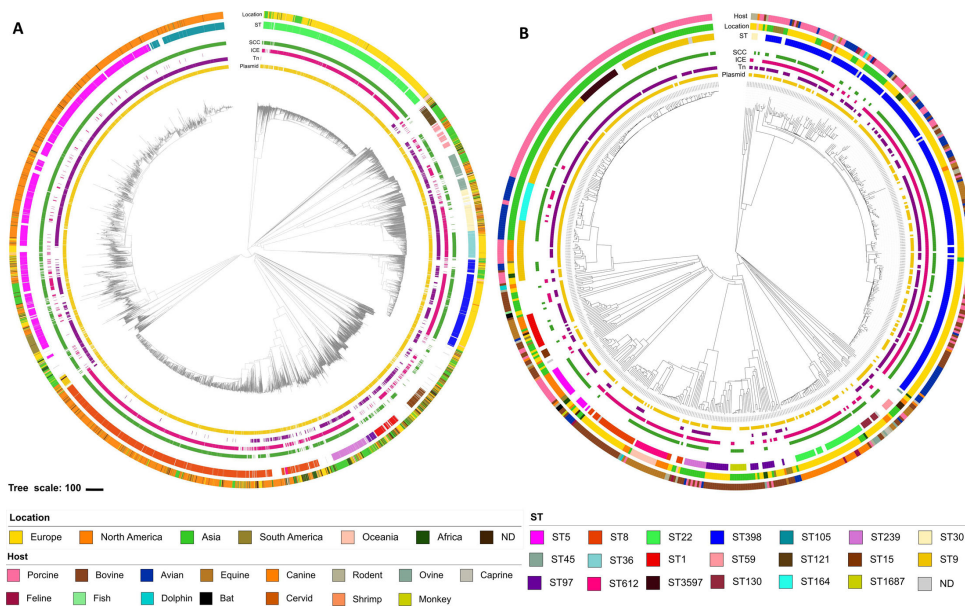 A
Location
ST
SCC
ICE
Tn
Plasmid
B
Host
Location
ST
SCC
ICE
Tn
Plasmid
Tree scale: 100
Location
Europe North America Asia South America Oceania Africa ND
Host
Porcine Bovine Avian Equine Canine Rodent Ovine Caprine
Feline Fish Dolphin Bat Cervid Shrimp Monkey
ST
ST5 ST8 ST22 ST398 ST105 ST239 ST30
ST45 ST36 ST1 ST59 ST121 ST15 ST9
ST97 ST612 ST3597 ST130 ST164 ST1687 ND